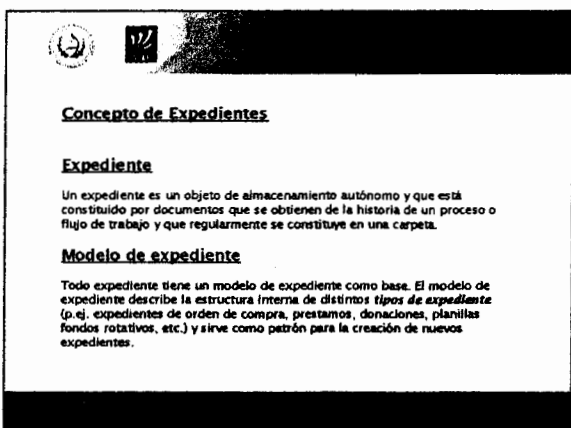 Concepto de Expedientes
Expediente
Un expediente es un objeto de almacenamiento autónomo y que está
constituido por documentos que se obtienen de la historia de un proceso o
flujo de trabajo y que regularmente se constituye en una carpeta.
Modelo de expediente
Todo expediente tiene un modelo de expediente como base. El modelo de
expediente describe la estructura interna de distintos tipos de expediente
(p.ej. expedientes de orden de compra, prestamos, donaciones, planillas
fondos rotativos, etc.) y sirve como patrón para la creación de nuevos
expedientes.